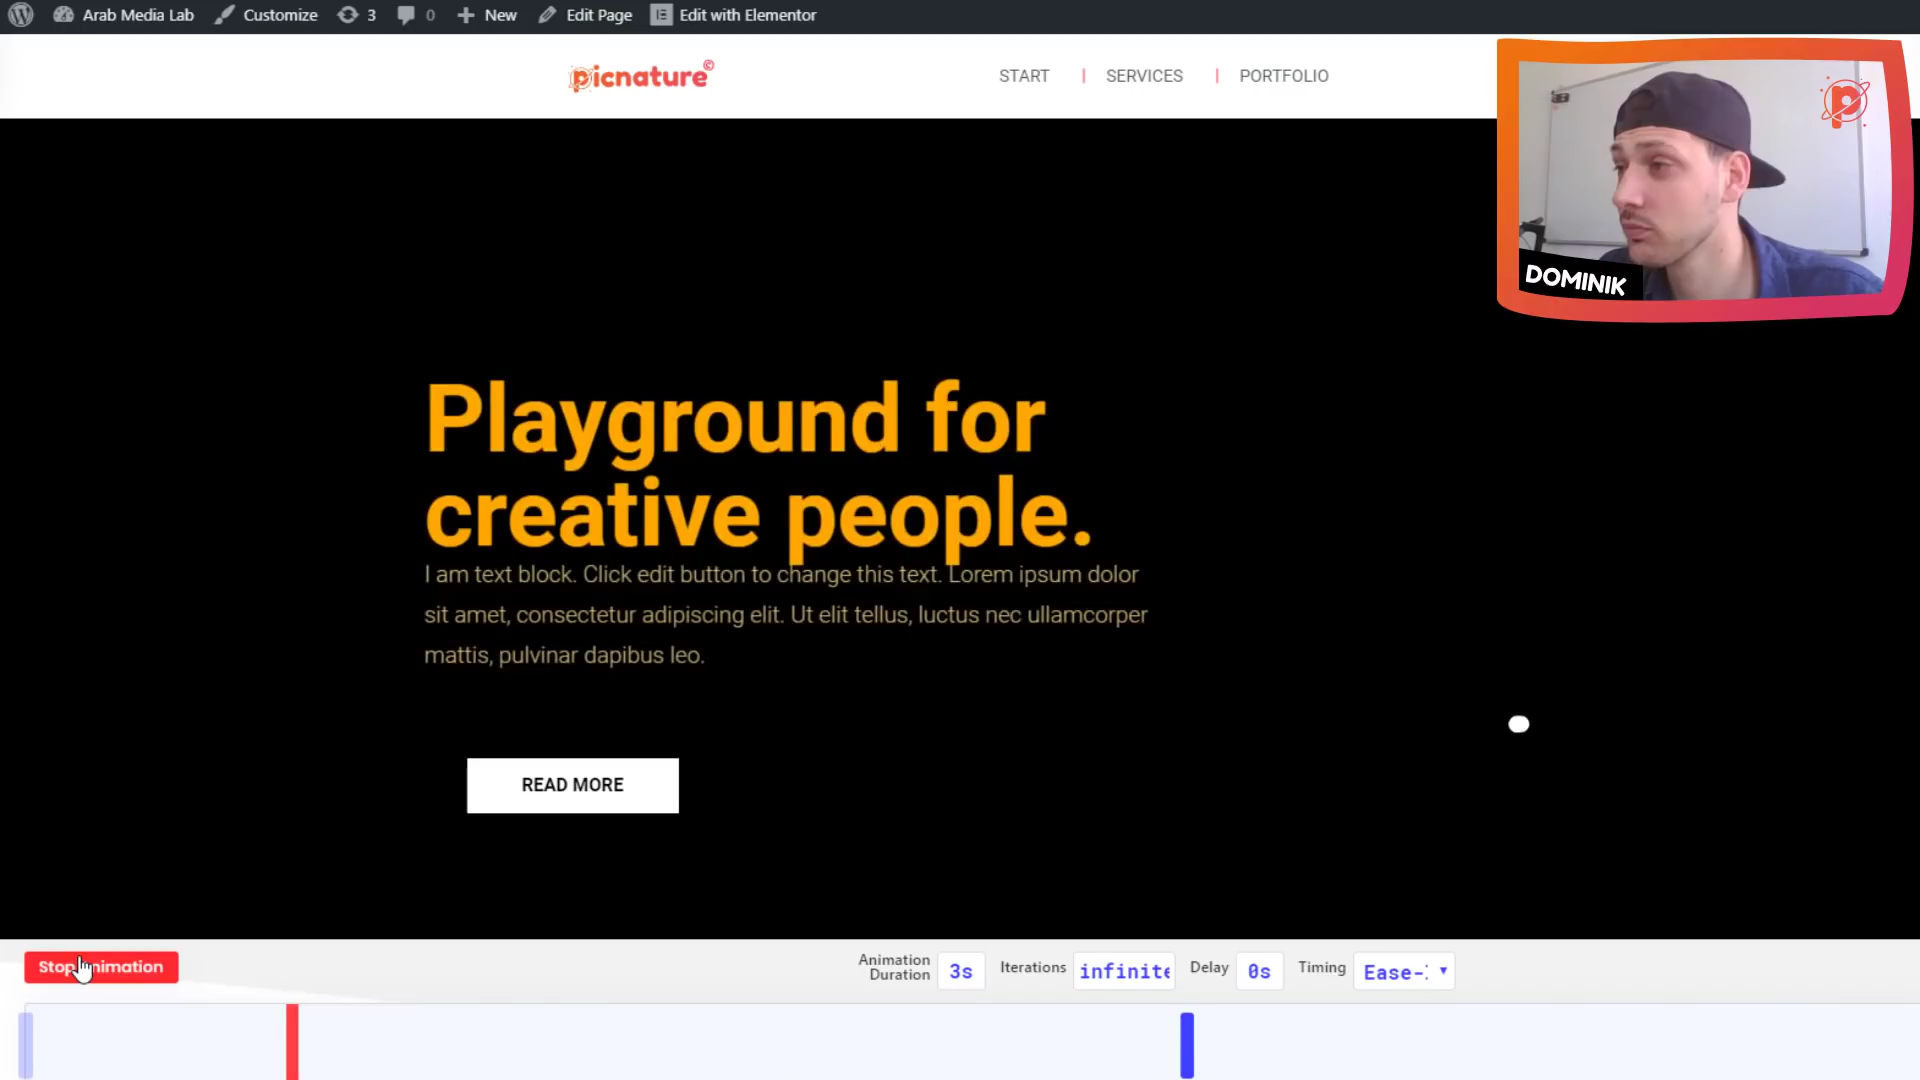 Arab Media Lab Customize 3 0 New Edit Page Edit with Elementor
picnature©
START | SERVICES | PORTFOLIO
p
DOMINIK
Playground for
creative people.
I am text block. Click edit button to change this text. Lorem ipsum dolor
sit amet, consectetur adipiscing elit. Ut elit tellus, luctus nec ullamcorper
mattis, pulvinar dapibus leo.
READ MORE
Stop Animation
Animation
Duration
3s
Iterations infinite
Delay 0s
Timing Ease-